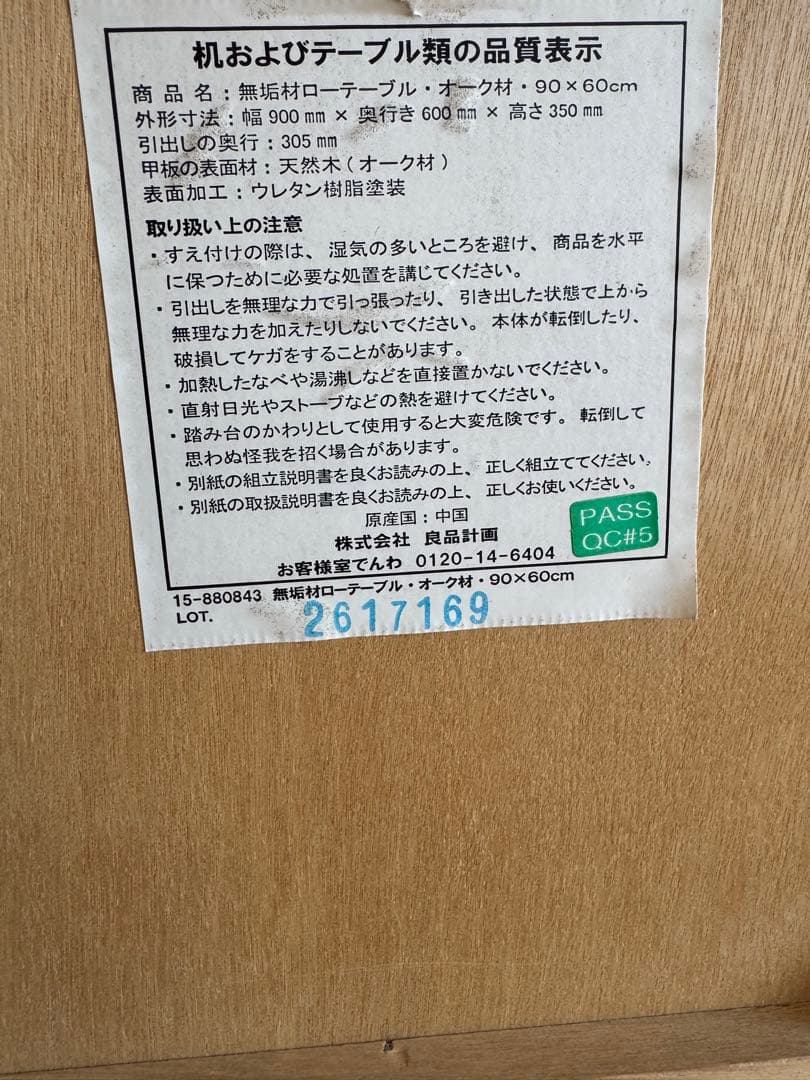 机およびテーブル類の品質表示
商品名：無垢材ローテーブル・オーク材・90×60cm
外形寸法：幅900㎜×奥行き600㎜×高さ350㎜
引出しの奥行：305㎜
甲板の表面材：天然木(オーク材)
表面加工：ウレタン樹脂塗装
取り扱い上の注意
・すえ付けの際は、湿気の多いところを避け、商品を水平
に保つために必要な処置を講じてください。
・引出しを無理な力で引っ張ったり、引き出した状態で上から
無理な力を加えたりしないでください。本体が転倒したり、
破損してケガをすることがあります。
・加熱したなべや湯沸しなどを直接置かないでください。
・直射日光やストーブなどの熱を避けてください。
・踏み台のかわりとして使用すると大変危険です。転倒して
思わぬ怪我を招く場合があります。
・別紙の組立説明書を良くお読みの上、正しく組立ててください。
・別紙の取扱説明書を良くお読みの上、正しくお使いください。
原産国：中国
株式会社 良品計画
お客様室でんわ 0120-14-6404
PASS
QC#5
15-880843 無垢材ローテーブル・オーク材・90×60cm
LOT. 2617169